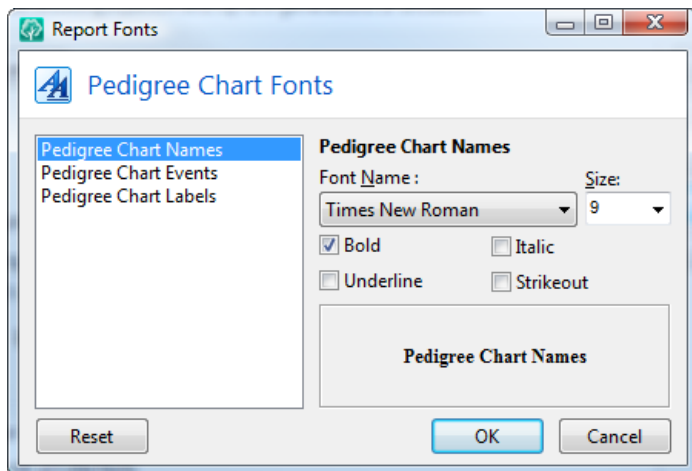 Report Fonts
Pedigree Chart Fonts
Pedigree Chart Names
Pedigree Chart Events
Pedigree Chart Labels
Pedigree Chart Names
Font Name :
Size:
Times New Roman
9
Bold
Italic
Underline
Strikeout
Pedigree Chart Names
Reset
OK
Cancel